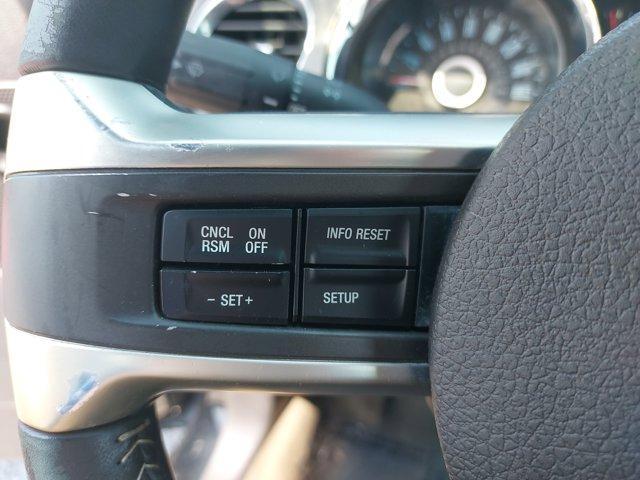 CNCL ON
RSM OFF
INFO RESET
- SET +
SETUP